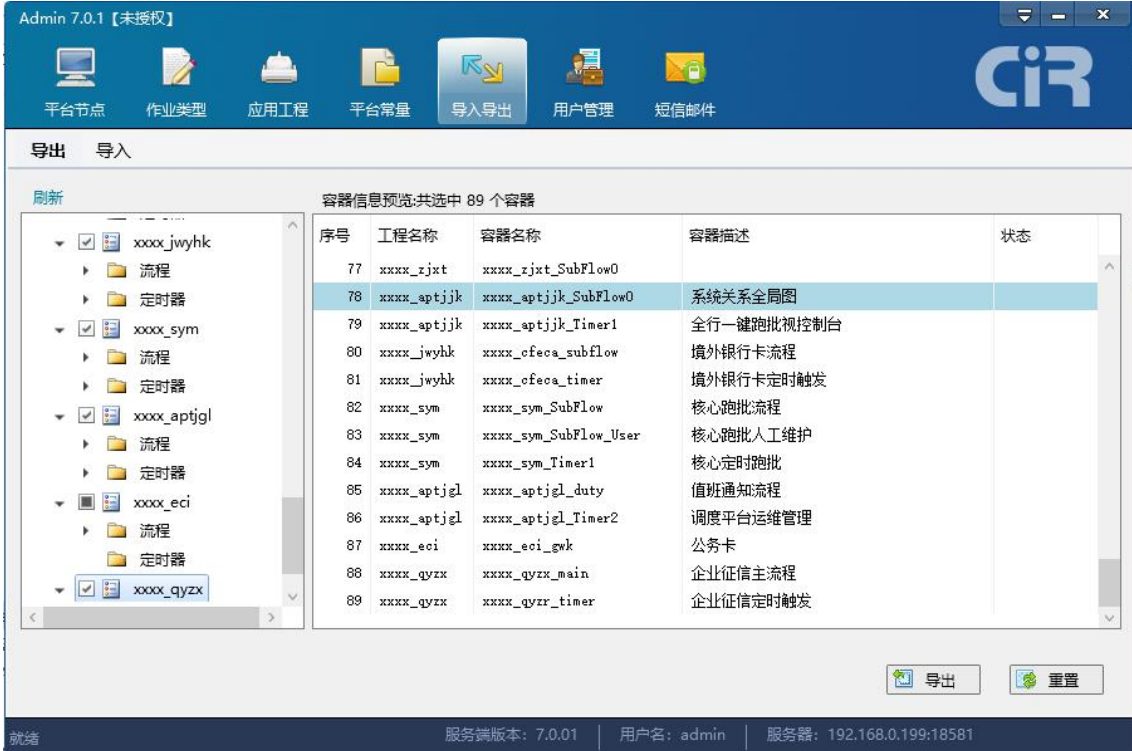 Admin 7.0.1【未授权】
平台节点 作业类型 应用工程 平台常量 导入导出 用户管理 短信邮件
CiR
导出 导入
刷新
容器信息预览:共选中 89 个容器
xxxx_jwyhk
流程
定时器
xxxx_sym
流程
定时器
xxxx_aptjgl
流程
定时器
xxxx_eci
流程
定时器
xxxx_qyzx
序号 工程名称 容器名称 容器描述 状态
77 xxxx_zjxt xxxx_zjxt_SubFlow0
78 xxxx_aptjjk xxxx_aptjjk_SubFlow0 系统关系全局图
79 xxxx_aptjjk xxxx_aptjjk_Timer1 全行一键跑批视控制台
80 xxxx_jwyhk xxxx_cfeca_subflow 境外银行卡流程
81 xxxx_jwyhk xxxx_cfeca_timer 境外银行卡定时触发
82 xxxx_sym xxxx_sym_SubFlow 核心跑批流程
83 xxxx_sym xxxx_sym_SubFlow_User 核心跑批人工维护
84 xxxx_sym xxxx_sym_Timer1 核心定时跑批
85 xxxx_aptjgl xxxx_aptjgl_duty 值班通知流程
86 xxxx_aptjgl xxxx_aptjgl_Timer2 调度平台运维管理
87 xxxx_eci xxxx_eci_gwk 公务卡
88 xxxx_qyzx xxxx_qyzx_main 企业征信主流程
89 xxxx_qyzx xxxx_qyzr_timer 企业征信定时触发
导出 重置
就绪 服务端版本: 7.0.01 用户名: admin 服务器: 192.168.0.199:18581